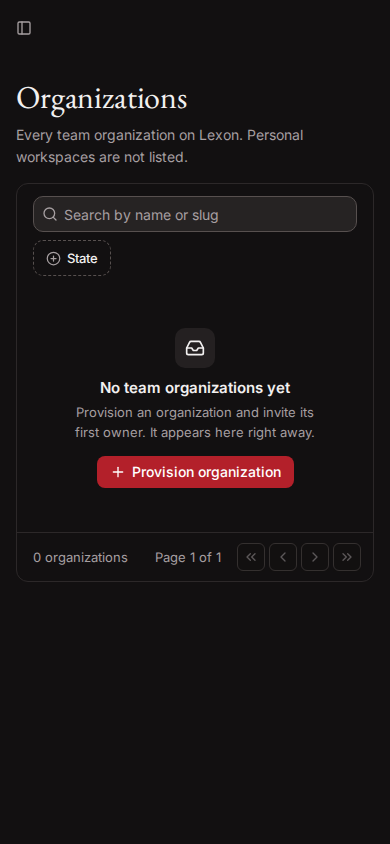 Organizations
Every team organization on Lexon. Personal
workspaces are not listed.
Search by name or slug
State
No team organizations yet
Provision an organization and invite its
first owner. It appears here right away.
Provision organization
0 organizations Page 1 of 1